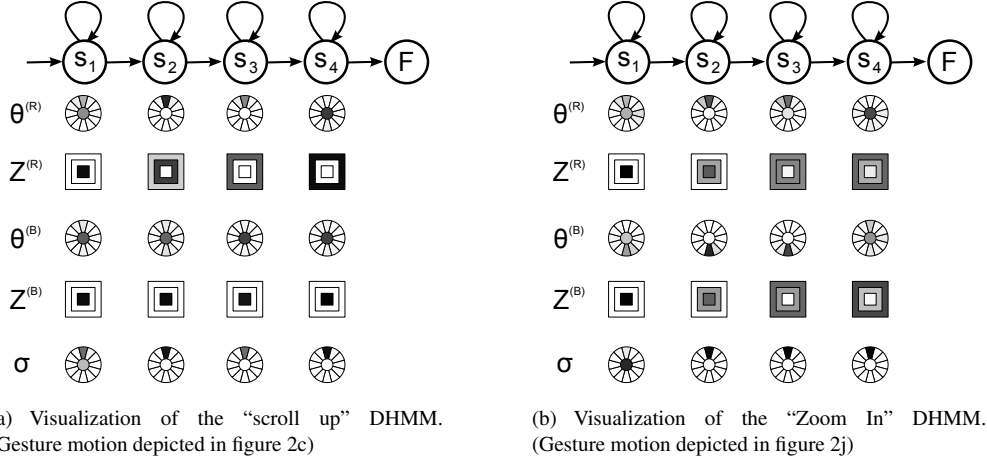 S1 S2 S3 S4 F
θ(R)
Z(R)
θ(B)
Z(B)
σ
a) Visualization of the “scroll up” DHMM.
Gesture motion depicted in figure 2c)
S1 S2 S3 S4 F
θ(R)
Z(R)
θ(B)
Z(B)
σ
(b) Visualization of the “Zoom In” DHMM.
(Gesture motion depicted in figure 2j)